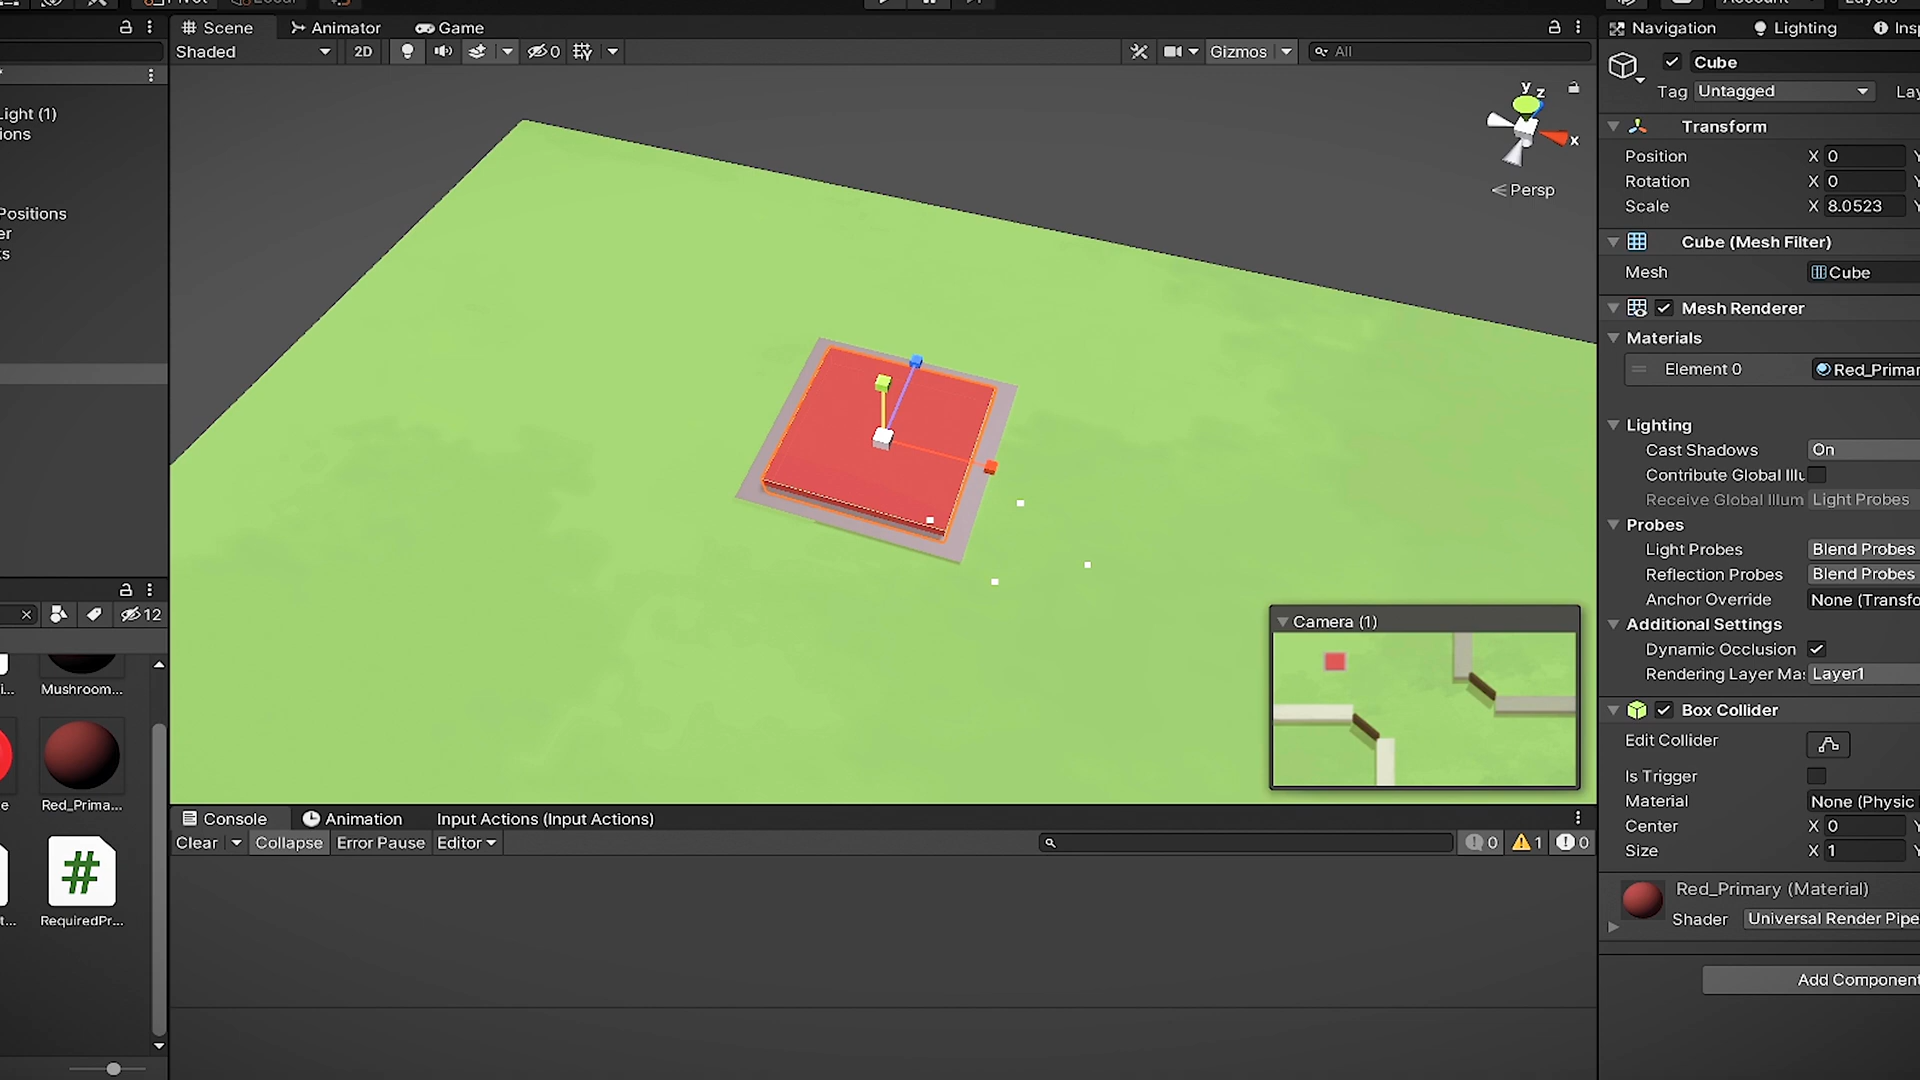 Pivot
Local
Account
Layers
Scene
Animator
Game
Navigation
Lighting
Shaded
2D
0
Gizmos
All
Cube
Tag
Untagged
Light (1)
Positions
y
z
x
< Persp
Transform
Position
X 0
Rotation
X 0
Scale
X 8.0523
Cube (Mesh Filter)
Mesh
Cube
Mesh Renderer
Materials
Element 0
Red_Primar
Lighting
Cast Shadows
On
Contribute Global Illu
Receive Global Illum
Light Probes
Probes
Light Probes
Blend Probes
Reflection Probes
Blend Probes
Anchor Override
None (Transfo
Additional Settings
Dynamic Occlusion
Rendering Layer Ma:
Layer1
Box Collider
Edit Collider
Is Trigger
Material
None (Physic
Center
X 0
Size
X 1
Red_Primary (Material)
Shader
Universal Render Pipe
Add Component
12
Mushroom...
Red_Prima...
#
RequiredPr...
Camera (1)
Console
Animation
Input Actions (Input Actions)
Clear
Collapse
Error Pause
Editor
0
1
0